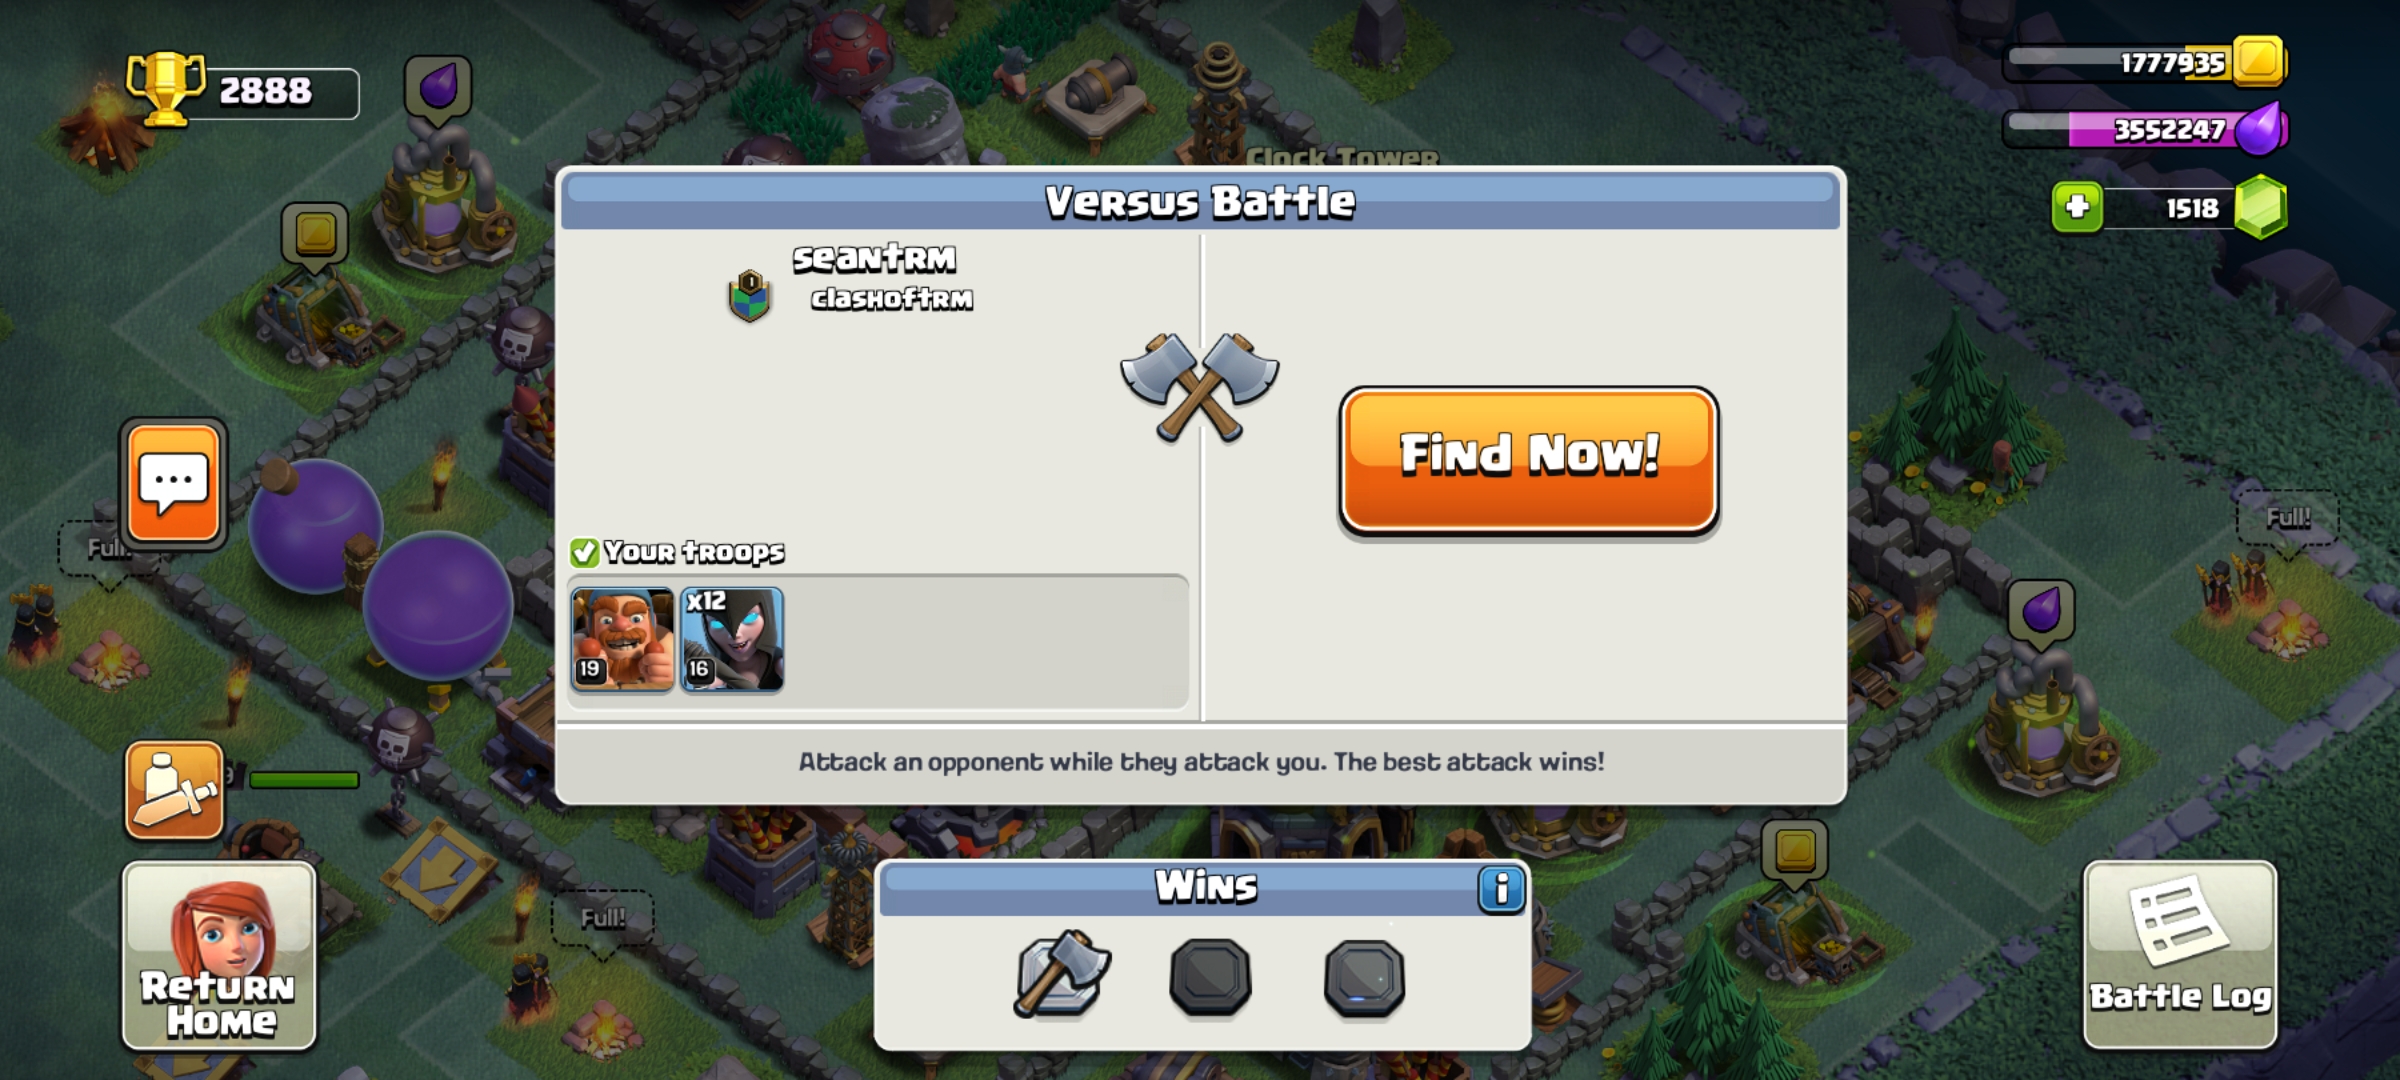 2888
1777935
3552247
1518
Clock Tower
Versus Battle
seantrm
1
clashoftrm
Find Now!
Full!
Full!
Your troops
x12
19
16
Attack an opponent while they attack you. The best attack wins!
Full!
Wins
i
Return
Home
Battle Log